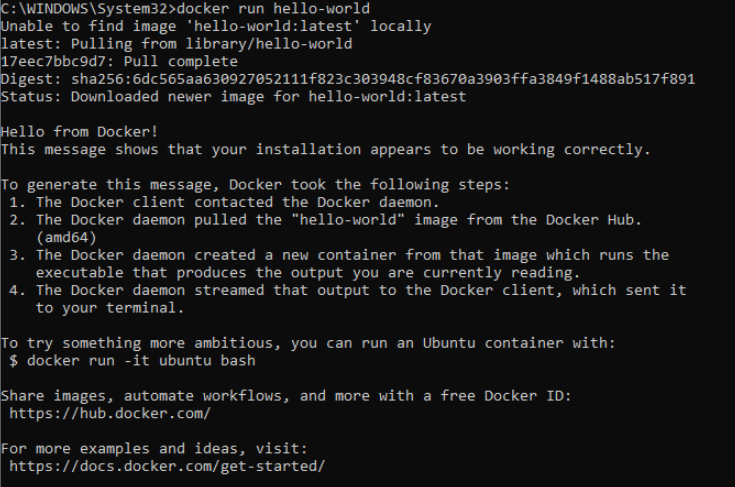 C:\WINDOWS\System32>docker run hello-world
Unable to find image 'hello-world:latest' locally
latest: Pulling from library/hello-world
17eec7bbc9d7: Pull complete
Digest: sha256:6dc565aa630927052111f823c303948cf83670a3903ffa3849f1488ab517f891
Status: Downloaded newer image for hello-world:latest

Hello from Docker!
This message shows that your installation appears to be working correctly.

To generate this message, Docker took the following steps:
 1. The Docker client contacted the Docker daemon.
 2. The Docker daemon pulled the "hello-world" image from the Docker Hub.
    (amd64)
 3. The Docker daemon created a new container from that image which runs the
    executable that produces the output you are currently reading.
 4. The Docker daemon streamed that output to the Docker client, which sent it
    to your terminal.

To try something more ambitious, you can run an Ubuntu container with:
 $ docker run -it ubuntu bash

Share images, automate workflows, and more with a free Docker ID:
 https://hub.docker.com/

For more examples and ideas, visit:
 https://docs.docker.com/get-started/